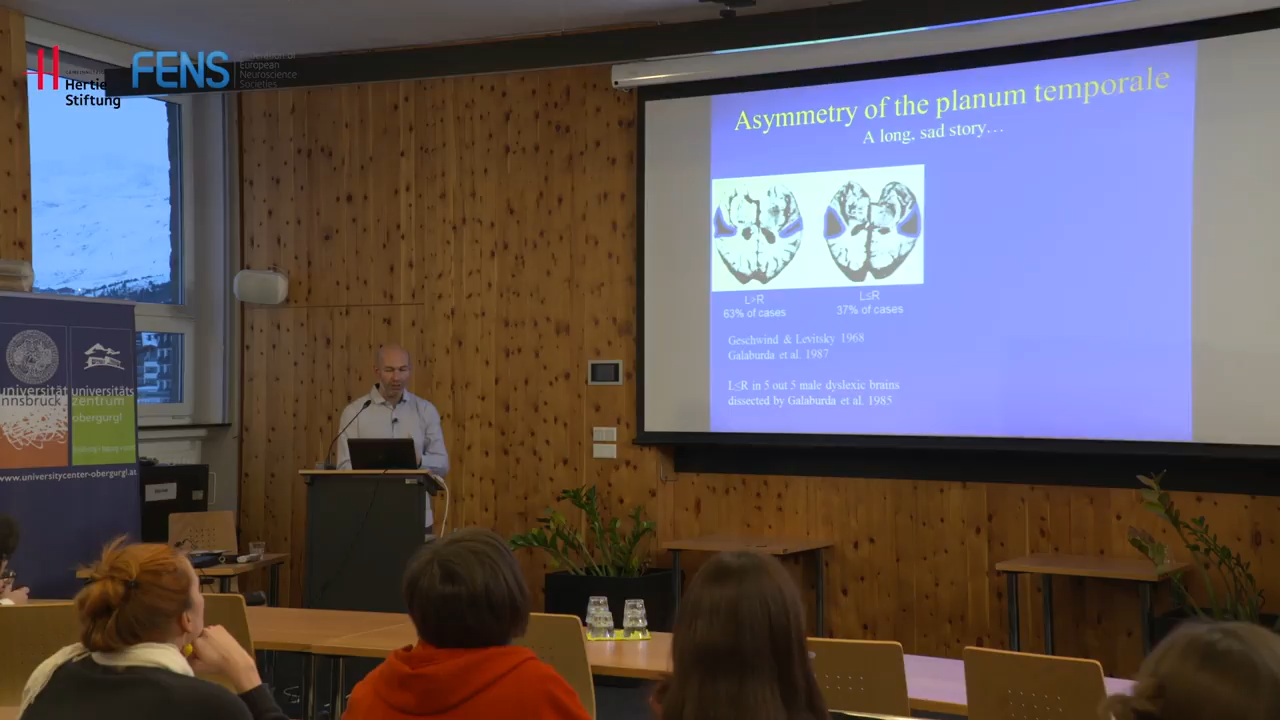 Hertie
Stiftung
FENS
Federation of
European
Neuroscience
Societies
Asymmetry of the planum temporale
A long, sad story…
L>R
63% of cases
L≤R
37% of cases
Geschwind & Levitsky 1968
Galaburda et al. 1987
L≤R in 5 out 5 male dyslexic brains
dissected by Galaburda et al. 1985
universität
innsbruck
universitäts
zentrum
obergurgl
www.universitycenter-obergurgl.at